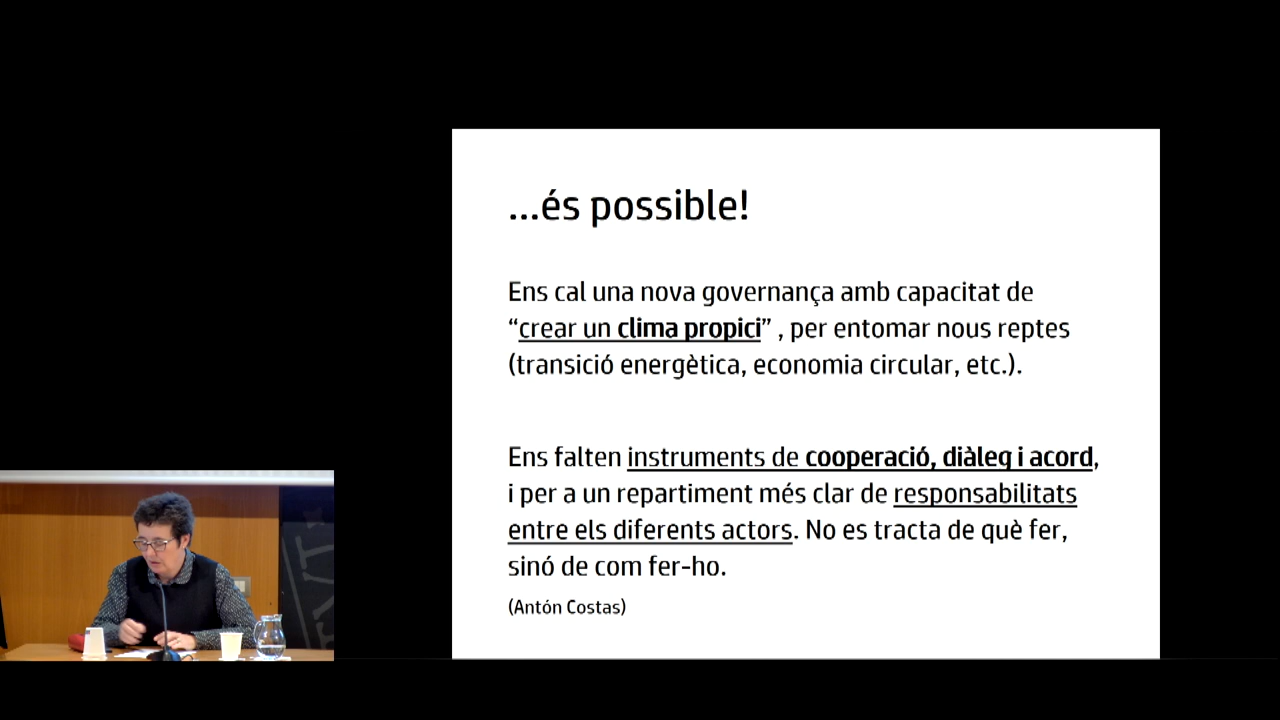 ...és possible!
Ens cal una nova governança amb capacitat de
“crear un clima propici” , per entomar nous reptes
(transició energètica, economia circular, etc.).
Ens falten instruments de cooperació, diàleg i acord,
i per a un repartiment més clar de responsabilitats
entre els diferents actors. No es tracta de què fer,
sinó de com fer-ho.
(Antón Costas)